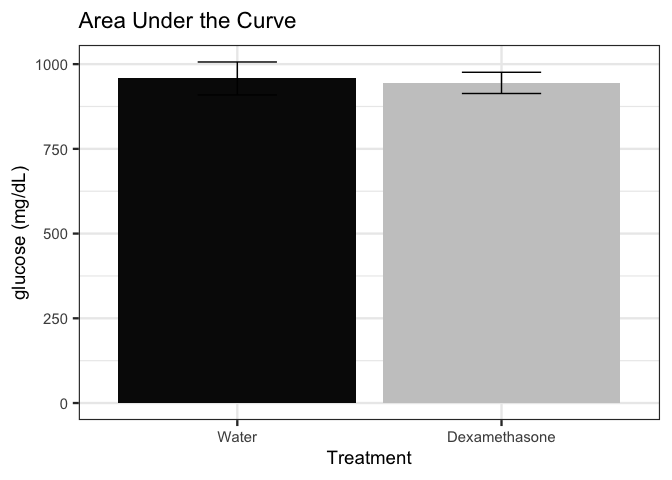 Area Under the Curve
glucose (mg/dL)
1000
750
500
250
0
Water
Dexamethasone
Treatment